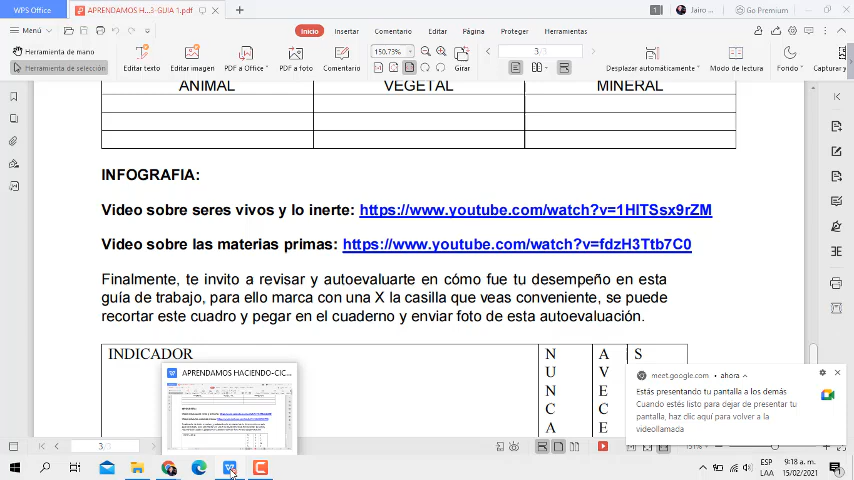 WPS Office
APRENDAMOS H...3-GUIA 1.pdf
1
Jairo ...
Go Premium
Menú
Inicio
Insertar
Comentario
Editar
Página
Proteger
Herramientas
Herramienta de mano
Herramienta de selección
Editar texto
Editar imagen
PDF a Office
PDF a foto
150.73%
Comentario
Girar
3/3
Desplazar automáticamente
Modo de lectura
Fondo
Capturar y
ANIMAL
VEGETAL
MINERAL
INFOGRAFIA:
Video sobre seres vivos y lo inerte: https://www.youtube.com/watch?v=1HlTSsx9rZM
Video sobre las materias primas: https://www.youtube.com/watch?v=fdzH3Ttb7C0
Finalmente, te invito a revisar y autoevaluarte en cómo fue tu desempeño en esta
guía de trabajo, para ello marca con una X la casilla que veas conveniente, se puede
recortar este cuadro y pegar en el cuaderno y enviar foto de esta autoevaluación.
INDICADOR
N
U
N
C
A
A
V
E
C
E
S
APRENDAMOS HACIENDO-CIC...
meet.google.com • ahora
Estás presentando tu pantalla a los demás
Cuando estés listo para dejar de presentar tu
pantalla, haz clic aquí para volver a la
videollamada
3/3
151%
ESP
LAA
9:18 a. m.
15/02/2021